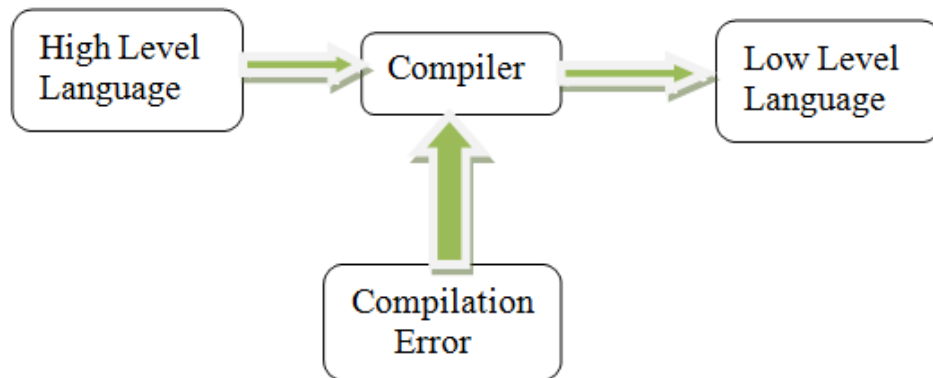 High Level
Language
Compiler
Low Level
Language
Compilation
Error